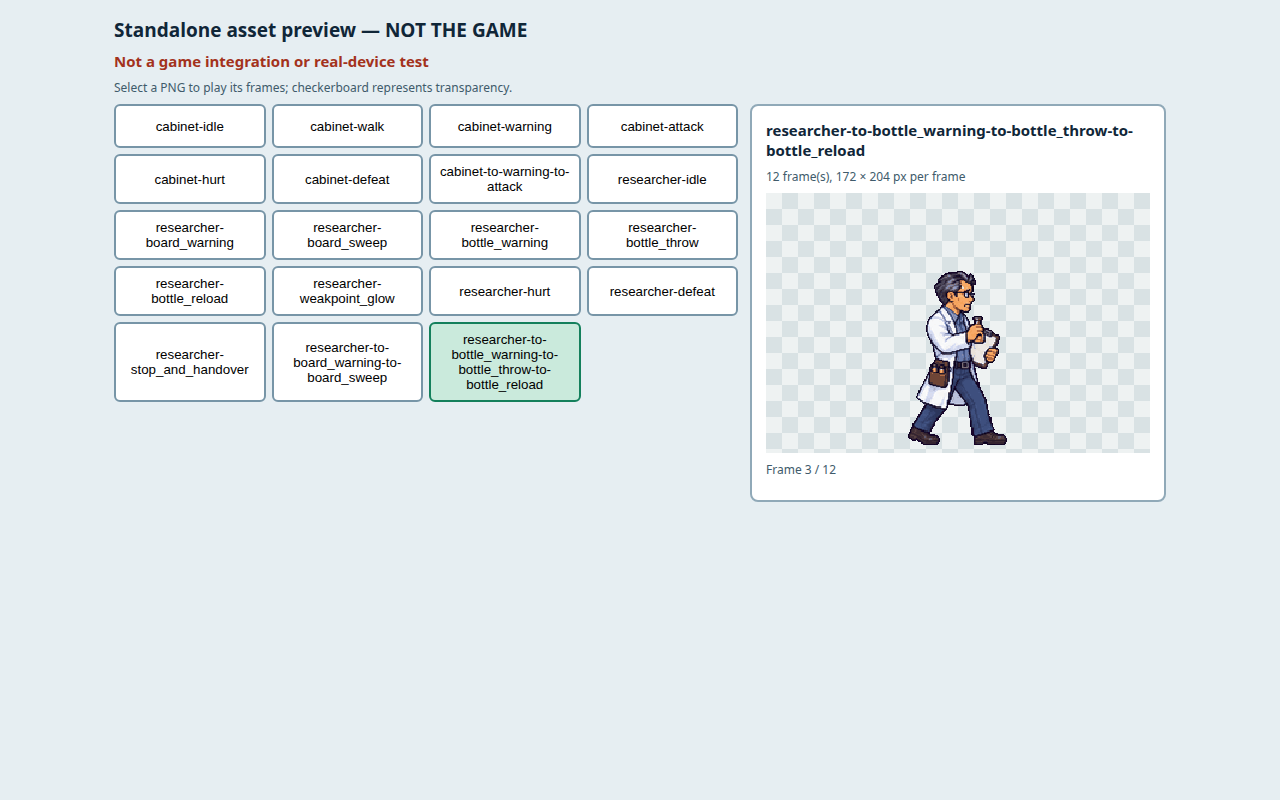 Standalone asset preview — NOT THE GAME
Not a game integration or real-device test
Select a PNG to play its frames; checkerboard represents transparency.
cabinet-idle
cabinet-walk
cabinet-warning
cabinet-attack
cabinet-hurt
cabinet-defeat
cabinet-to-warning-to-
attack
researcher-idle
researcher-
board_warning
researcher-
board_sweep
researcher-
bottle_warning
researcher-
bottle_throw
researcher-
bottle_reload
researcher-
weakpoint_glow
researcher-hurt
researcher-defeat
researcher-
stop_and_handover
researcher-to-
board_warning-to-
board_sweep
researcher-to-
bottle_warning-to-
bottle_throw-to-
bottle_reload
researcher-to-bottle_warning-to-bottle_throw-to-
bottle_reload
12 frame(s), 172 × 204 px per frame
Frame 3 / 12